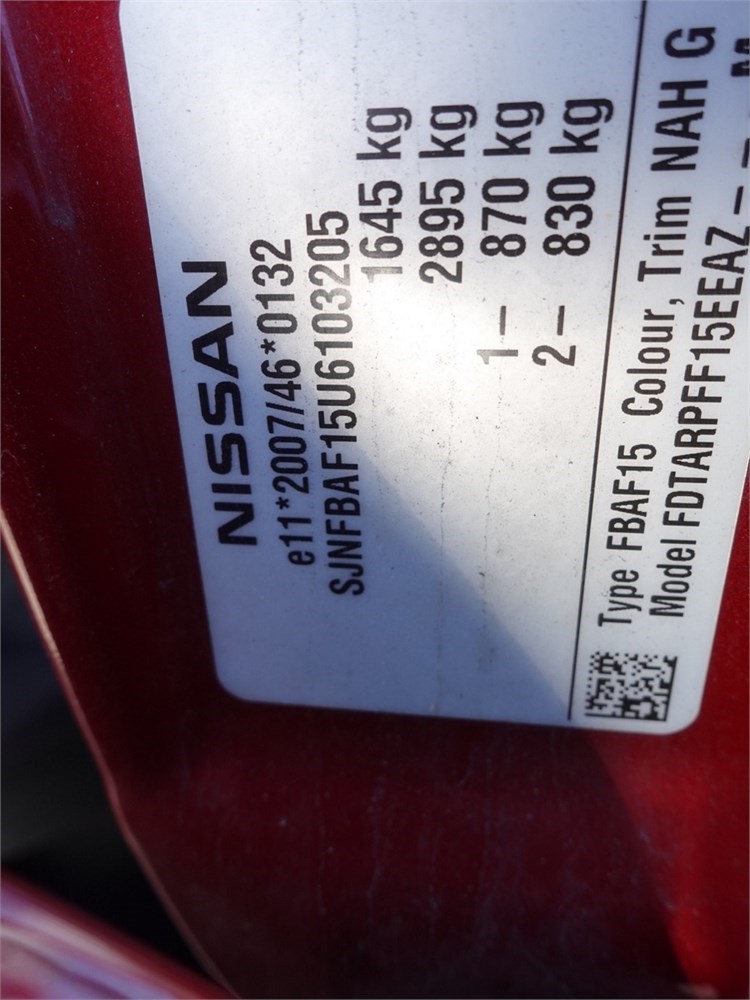 NISSAN
e11*2007/46*0132
SJNFBAF15U6103205
1645 kg
2895 kg
1– 870 kg
2– 830 kg
Type FBAF15 Colour, Trim NAH G
Model FDTARPFF15EEAZ – –